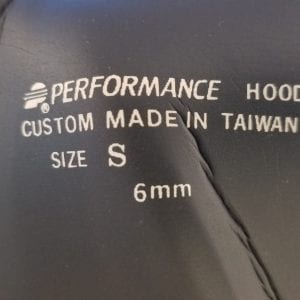 ® PERFORMANCE HOOD
CUSTOM MADE IN TAIWAN
SIZE S
6mm